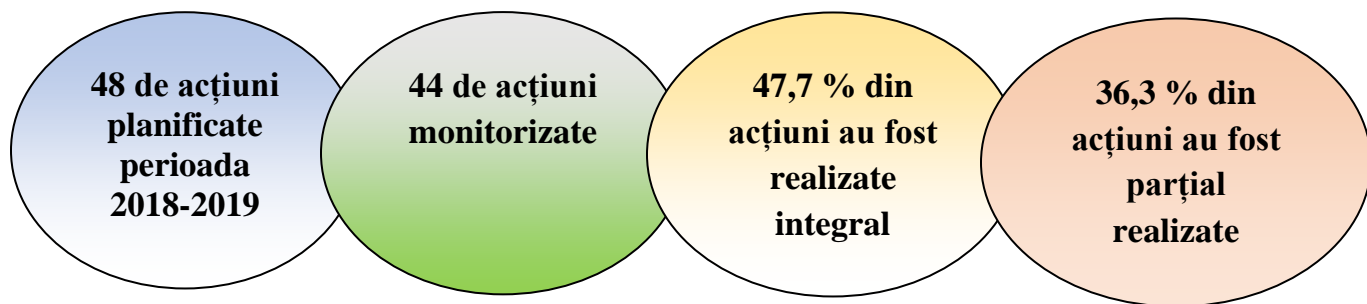 48 de acțiuni
planificate
perioada
2018-2019
44 de acțiuni
monitorizate
47,7 % din
acțiuni au fost
realizate
integral
36,3 % din
acțiuni au fost
parțial
realizate